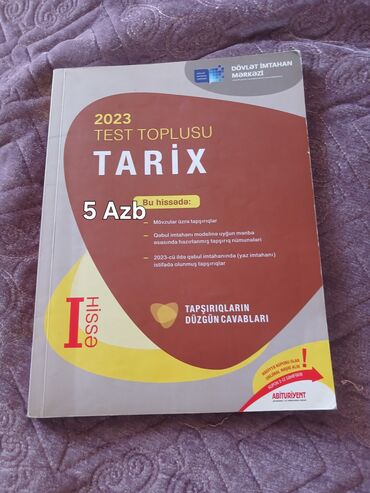 DÖVLƏT İMTAHAN
MƏRKƏZİ
2023
TEST TOPLUSU
TARİX
Bu hissədə:
5 Azb
- Mövzular üzrə tapşırıqlar
- Qəbul imtahanı modelinə uyğun mənbə
əsasında hazırlanmış tapşırıq nümunələri
- 2023-cü ildə qəbul imtahanında (yaz imtahanı)
istifadə olunmuş tapşırıqlar
I HİSSƏ
TAPŞIRIQLARIN
DÜZGÜN CAVABLARI
ABİTURİYENT